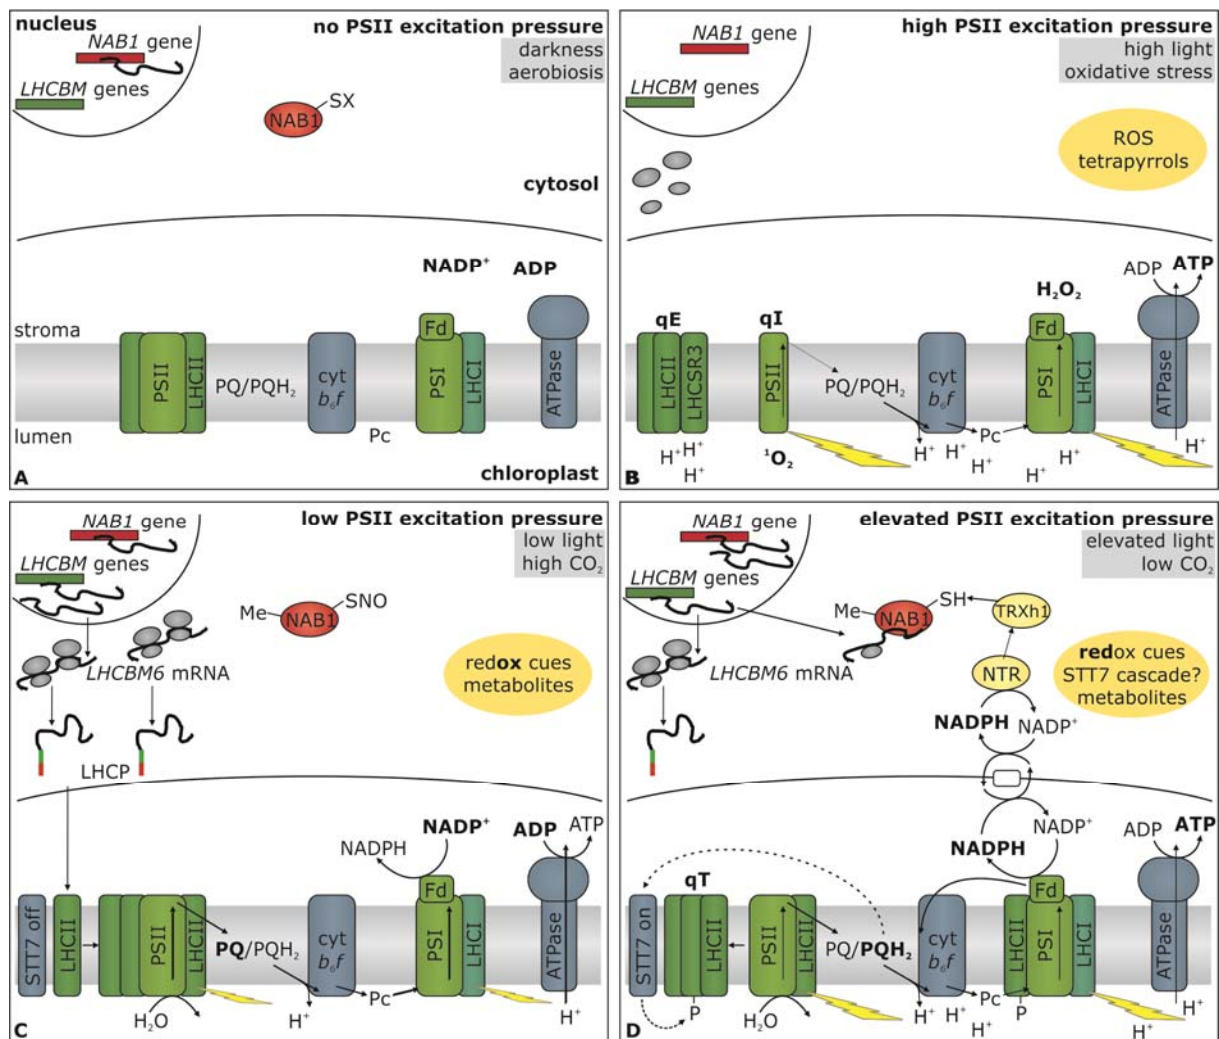 nucleus
NAB1 gene
LHCBM genes
no PSII excitation pressure
darkness
aerobiosis
SX
NAB1
cytosol
NADP⁺
ADP
stroma
PSII
LHCII
PQ/PQH₂
cyt
b₆f
Fd
PSI
LHCI
ATPase
lumen
Pc
A
chloroplast
NAB1 gene
LHCBM genes
high PSII excitation pressure
high light
oxidative stress
ROS
tetrapyrrols
ADP
ATP
H₂O₂
qE
qI
Fd
LHCII
LHCSR3
PSII
PQ/PQH₂
cyt
b₆f
PSI
LHCI
ATPase
Pc
H⁺
H⁺
H⁺
¹O₂
H⁺
H⁺
H⁺
H⁺
H⁺
H⁺
B
NAB1 gene
LHCBM genes
low PSII excitation pressure
low light
high CO₂
Me
NAB1
SNO
LHCBM6 mRNA
redox cues
metabolites
LHCP
NADPH
NADP⁺
ADP
ATP
STT7 off
LHCII
PSII
LHCII
PQ/PQH₂
cyt
b₆f
Fd
PSI
LHCI
ATPase
Pc
H₂O
H⁺
H⁺
C
NAB1 gene
LHCBM genes
elevated PSII excitation pressure
elevated light
low CO₂
Me
NAB1
SH
TRXh1
LHCBM6 mRNA
NTR
redox cues
STT7 cascade?
metabolites
NADPH
NADP⁺
NADPH
NADP⁺
ADP
ATP
qT
Fd
STT7 on
LHCII
PSII
PQ/PQH₂
cyt
b₆f
LHCII
PSI
LHCI
ATPase
Pc
P
P
H₂O
H⁺
H⁺
H⁺
H⁺
H⁺
H⁺
D